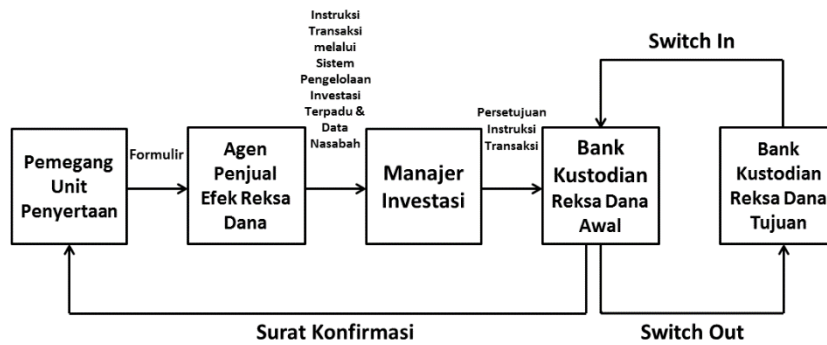 Instruksi
Transaksi
melalui
Sistem
Pengelolaan
Investasi
Terpadu &
Data
Nasabah
Switch In
Persetujuan
Instruksi
Transaksi
Formulir
Pemegang
Unit
Penyertaan
Agen
Penjual
Efek Reksa
Dana
Manajer
Investasi
Bank
Kustodian
Reksa Dana
Awal
Bank
Kustodian
Reksa Dana
Tujuan
Surat Konfirmasi
Switch Out